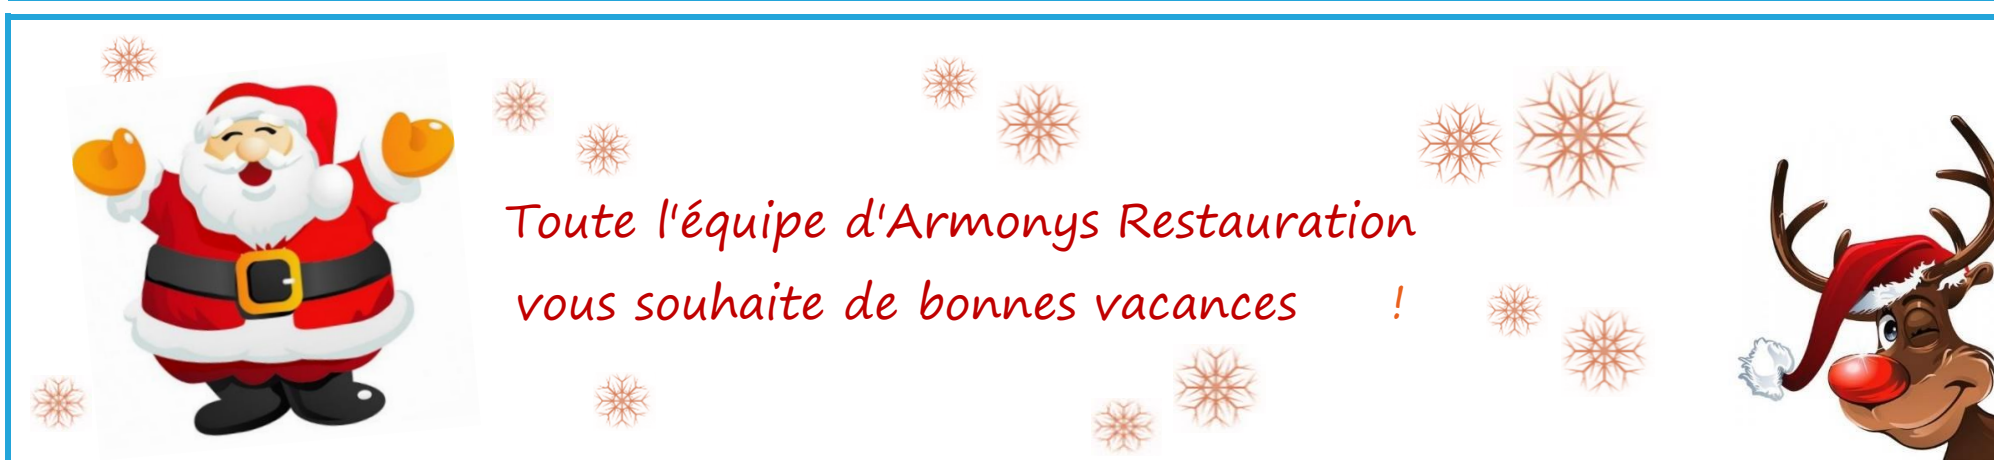 Toute l'équipe d'Armonys Restauration
vous souhaite de bonnes vacances !